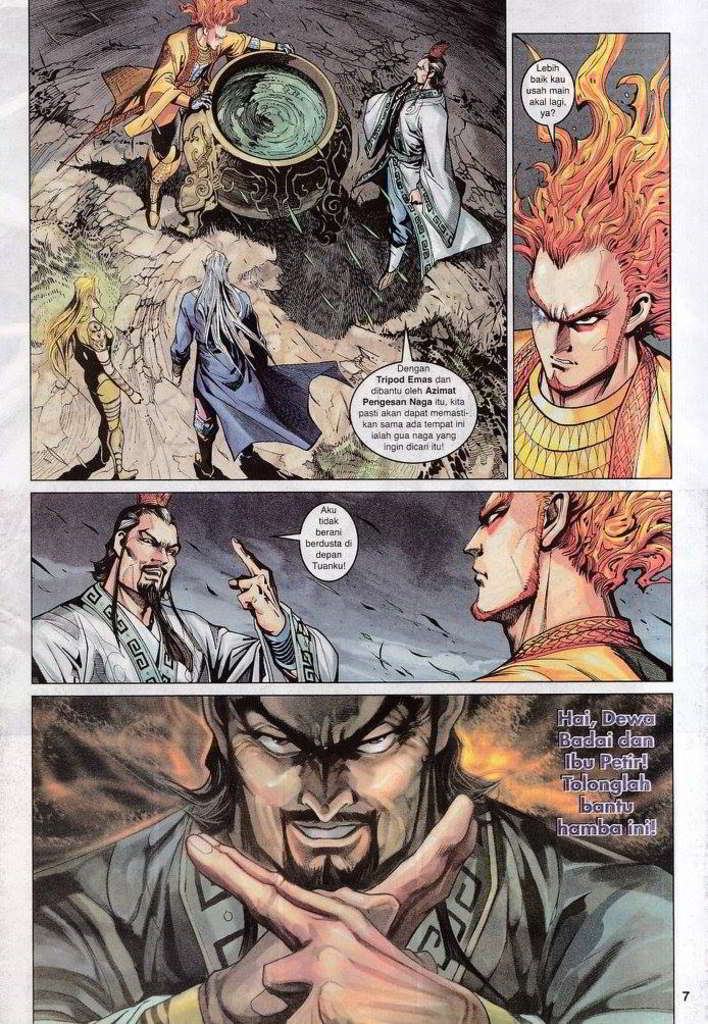 Dengan
Tripod Emas dan
dibantu oleh Azimat
Pengesan Naga itu, kita
pasti akan dapat memasti-
kan sama ada tempat ini
ialah gua naga yang
ingin dicari itu!
Lebih
baik kau
usah main
akal lagi,
ya?
Aku
tidak
berani
berdusta di
depan
Tuanku!
Hai, Dewa
Badai dan
Ibu Petir!
Tolonglah
bantu
hamba ini!
7